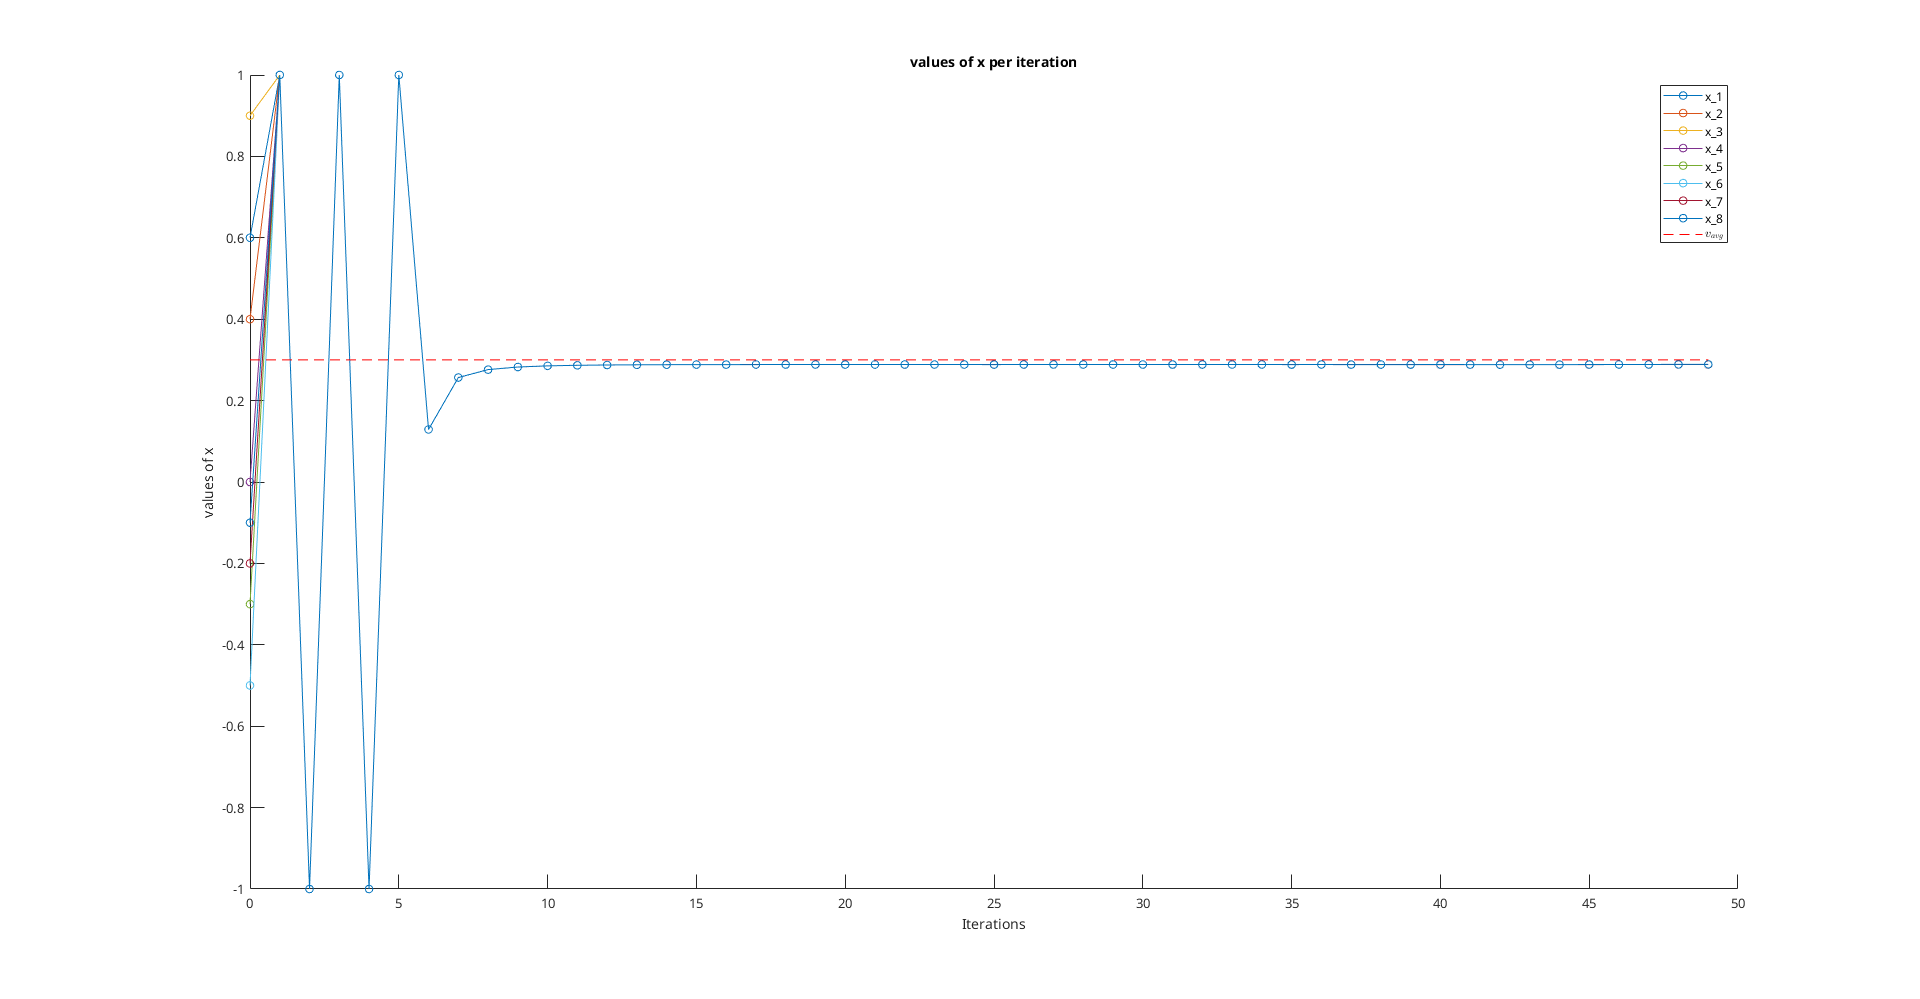 values of x per iteration
1
0.8
0.6
0.4
0.2
0
-0.2
-0.4
-0.6
-0.8
-1
values of x
0 5 10 15 20 25 30 35 40 45 50
Iterations
x_1
x_2
x_3
x_4
x_5
x_6
x_7
x_8
v_avg